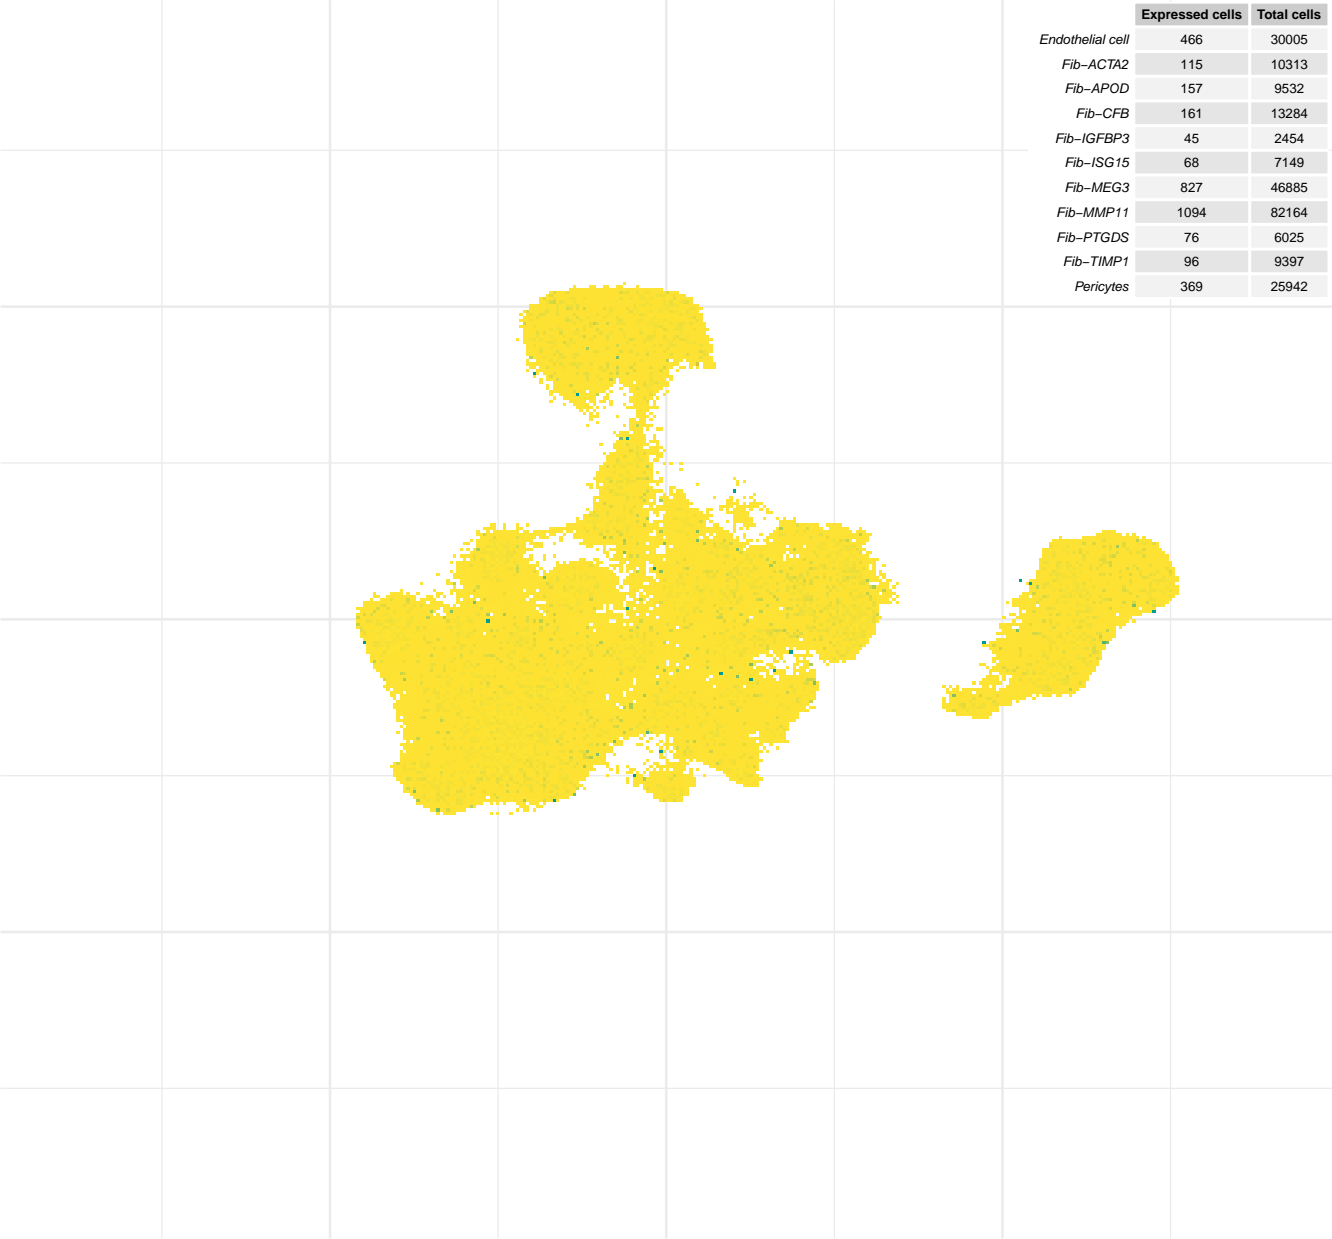 Expressed cells Total cells
Endothelial cell 466 30005
Fib−ACTA2 115 10313
Fib−APOD 157 9532
Fib−CFB 161 13284
Fib−IGFBP3 45 2454
Fib−ISG15 68 7149
Fib−MEG3 827 46885
Fib−MMP11 1094 82164
Fib−PTGDS 76 6025
Fib−TIMP1 96 9397
Pericytes 369 25942